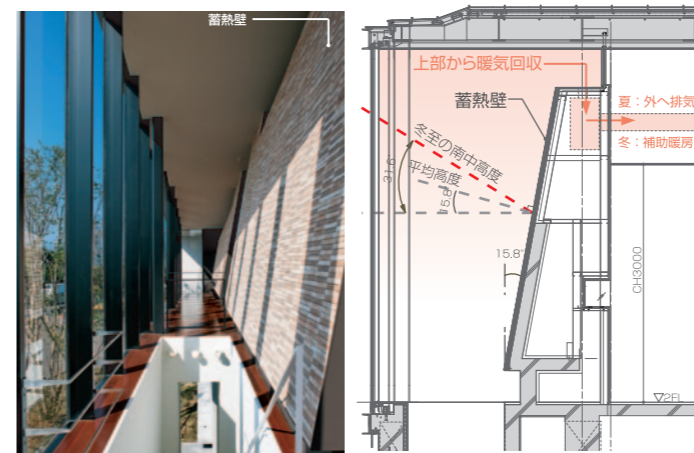 蓄熱壁
上部から暖気回収
蓄熱壁
夏：外へ排気
冬：補助暖房
冬至の南中高度
31.6°
平均高度
15.8°
15.8°
CH3000
▽2FL